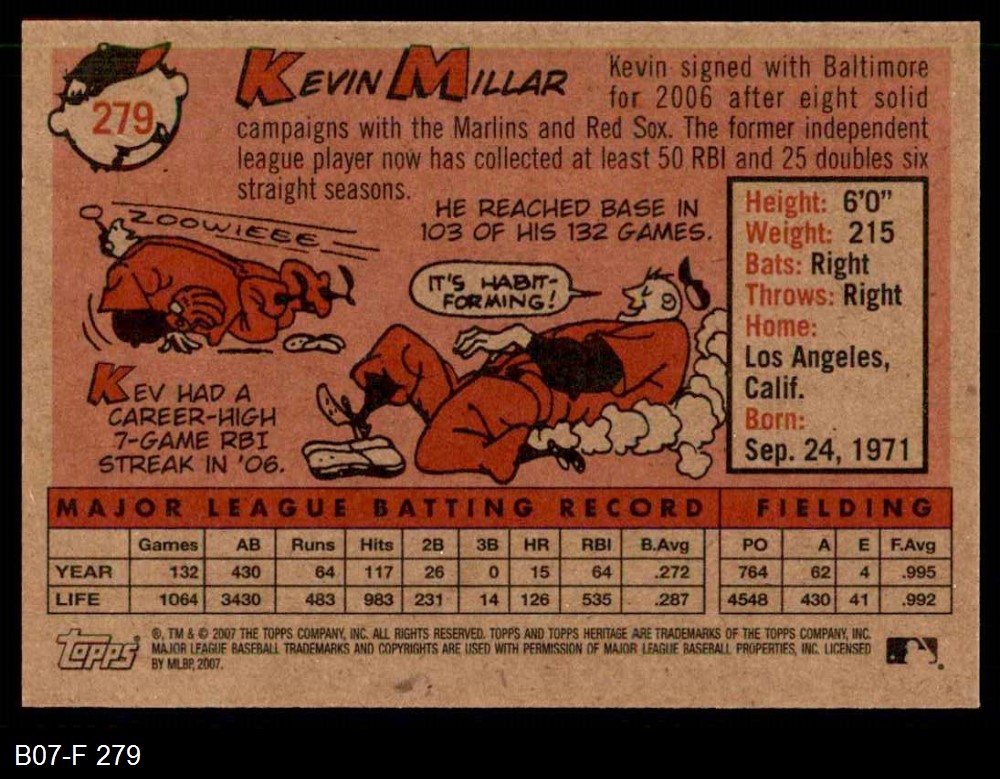 279
KEVIN MILLAR
Kevin signed with Baltimore
for 2006 after eight solid
campaigns with the Marlins and Red Sox. The former independent
league player now has collected at least 50 RBI and 25 doubles six
straight seasons.
ZOOWIEEE
HE REACHED BASE IN
103 OF HIS 132 GAMES.
IT'S HABIT-
FORMING!
KEV HAD A
CAREER-HIGH
7-GAME RBI
STREAK IN '06.
Height: 6'0"
Weight: 215
Bats: Right
Throws: Right
Home:
Los Angeles,
Calif.
Born:
Sep. 24, 1971
MAJOR LEAGUE BATTING RECORD FIELDING
Games AB Runs Hits 2B 3B HR RBI B.Avg PO A E F.Avg
YEAR 132 430 64 117 26 0 15 64 .272 764 62 4 .995
LIFE 1064 3430 483 983 231 14 126 535 .287 4548 430 41 .992
Topps
®, TM & © 2007 THE TOPPS COMPANY, INC. ALL RIGHTS RESERVED. TOPPS AND TOPPS HERITAGE ARE TRADEMARKS OF THE TOPPS COMPANY, INC.
MAJOR LEAGUE BASEBALL TRADEMARKS AND COPYRIGHTS ARE USED WITH PERMISSION OF MAJOR LEAGUE BASEBALL PROPERTIES, INC. LICENSED
BY MLBP, 2007.
B07-F 279